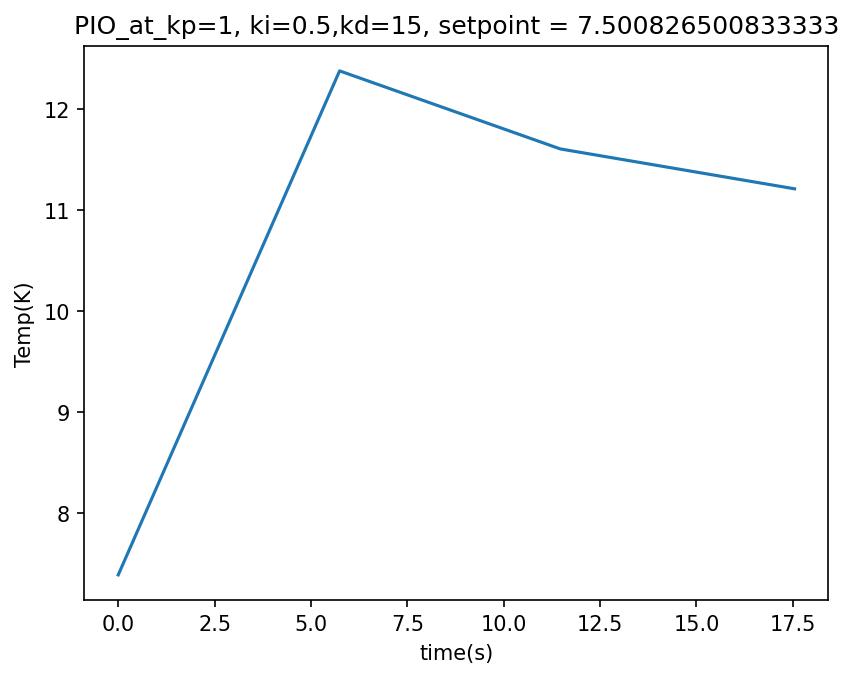 PIO_at_kp=1, ki=0.5,kd=15, setpoint = 7.500826500833333
12
11
10
9
8
Temp(K)
0.0 2.5 5.0 7.5 10.0 12.5 15.0 17.5
time(s)